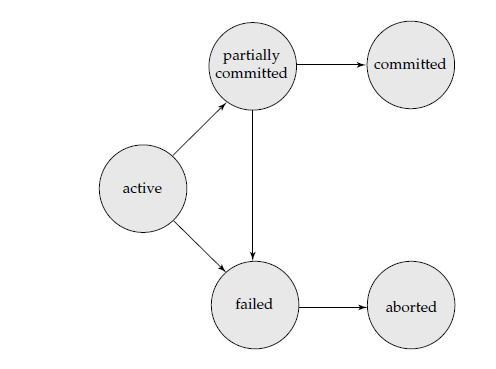 partially
committed
committed
active
failed
aborted